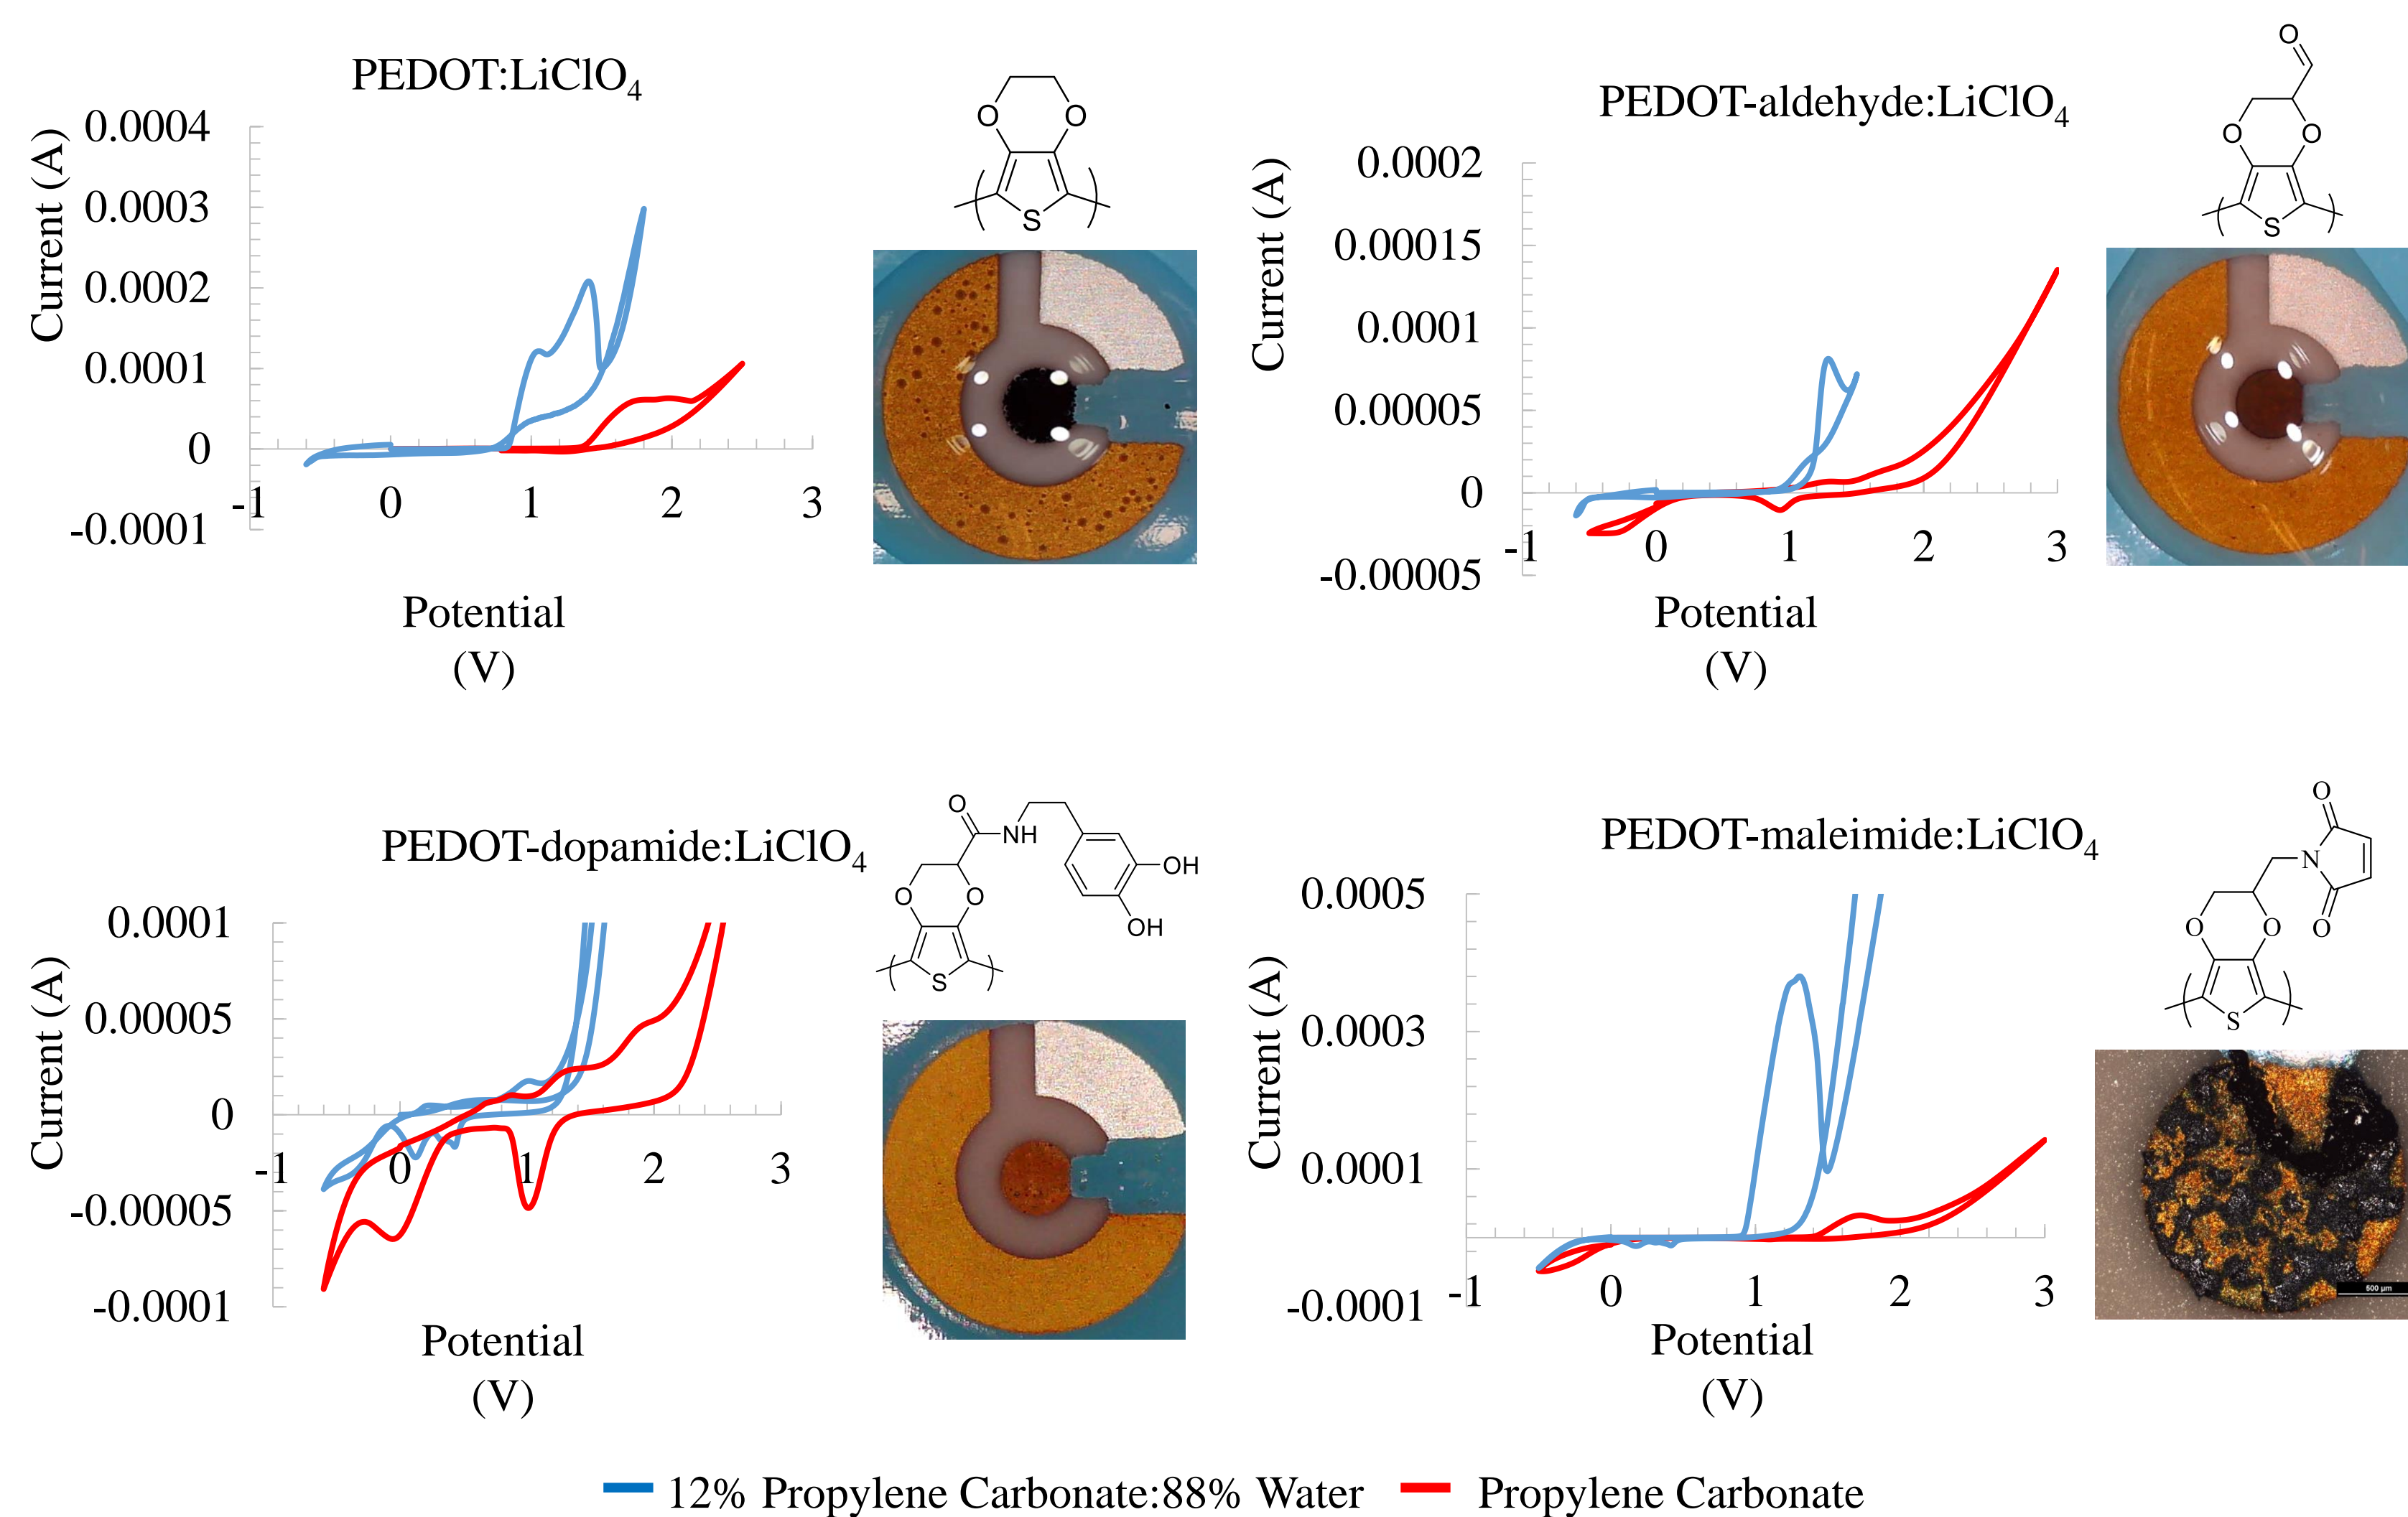 PEDOT:LiClO4
Current (A)
0.0004
0.0003
0.0002
0.0001
0
-0.0001
-1 0 1 2 3
Potential
(V)
O O
S
PEDOT-aldehyde:LiClO4
Current (A)
0.0002
0.00015
0.0001
0.00005
0
-0.00005
-1 0 1 2 3
Potential
(V)
O
O O
S
PEDOT-dopamide:LiClO4
Current (A)
0.0001
0.00005
0
-0.00005
-0.0001
-1 0 1 2 3
Potential
(V)
O
NH
OH
O O
OH
S
PEDOT-maleimide:LiClO4
Current (A)
0.0005
0.0003
0.0001
-0.0001
-1 0 1 2 3
Potential
(V)
O
N
O O O
S
500 µm
12% Propylene Carbonate:88% Water Propylene Carbonate